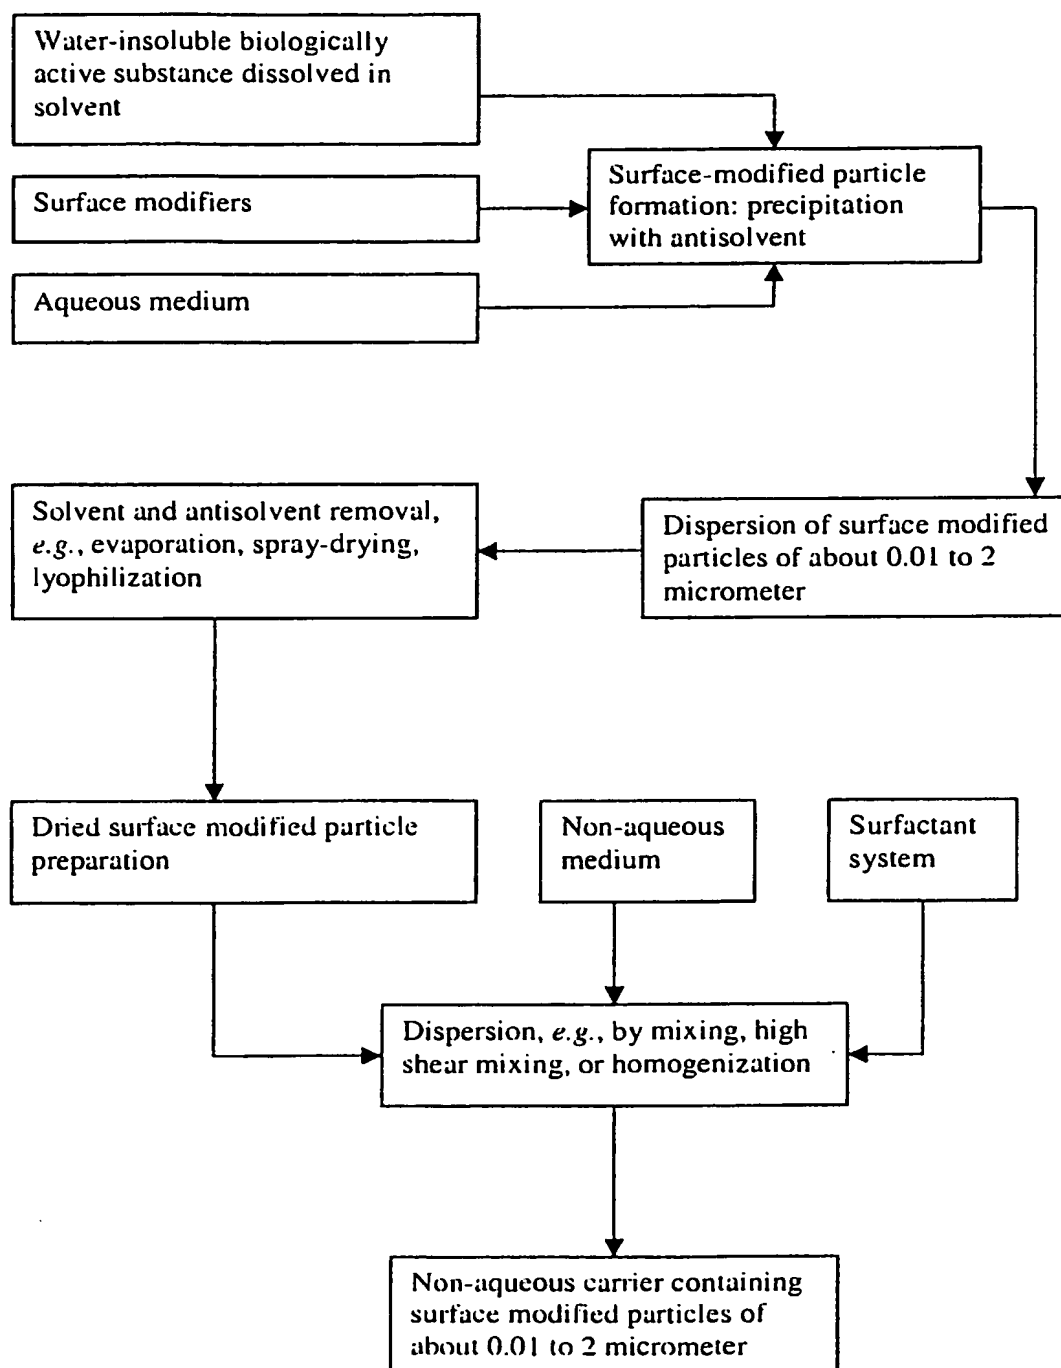 Water-insoluble biologically
active substance dissolved in
solvent
Surface modifiers
Aqueous medium
Surface-modified particle
formation: precipitation
with antisolvent
Dispersion of surface modified
particles of about 0.01 to 2
micrometer
Solvent and antisolvent removal,
e.g., evaporation, spray-drying,
lyophilization
Dried surface modified particle
preparation
Non-aqueous
medium
Surfactant
system
Dispersion, e.g., by mixing, high
shear mixing, or homogenization
Non-aqueous carrier containing
surface modified particles of
about 0.01 to 2 micrometer